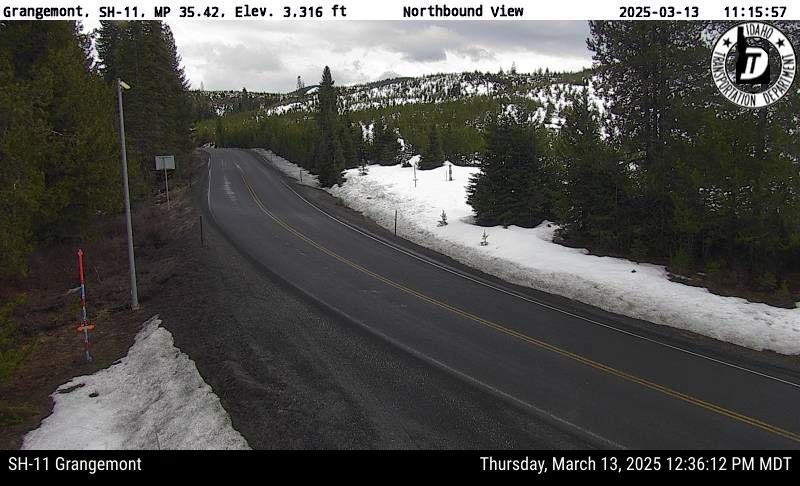 Grangemont, SH-11, MP 35.42, Elev. 3,316 ft Northbound View 2025-03-13 11:15:57
IDAHO
TRANSPORTATION DEPARTMENT
SH-11 Grangemont Thursday, March 13, 2025 12:36:12 PM MDT